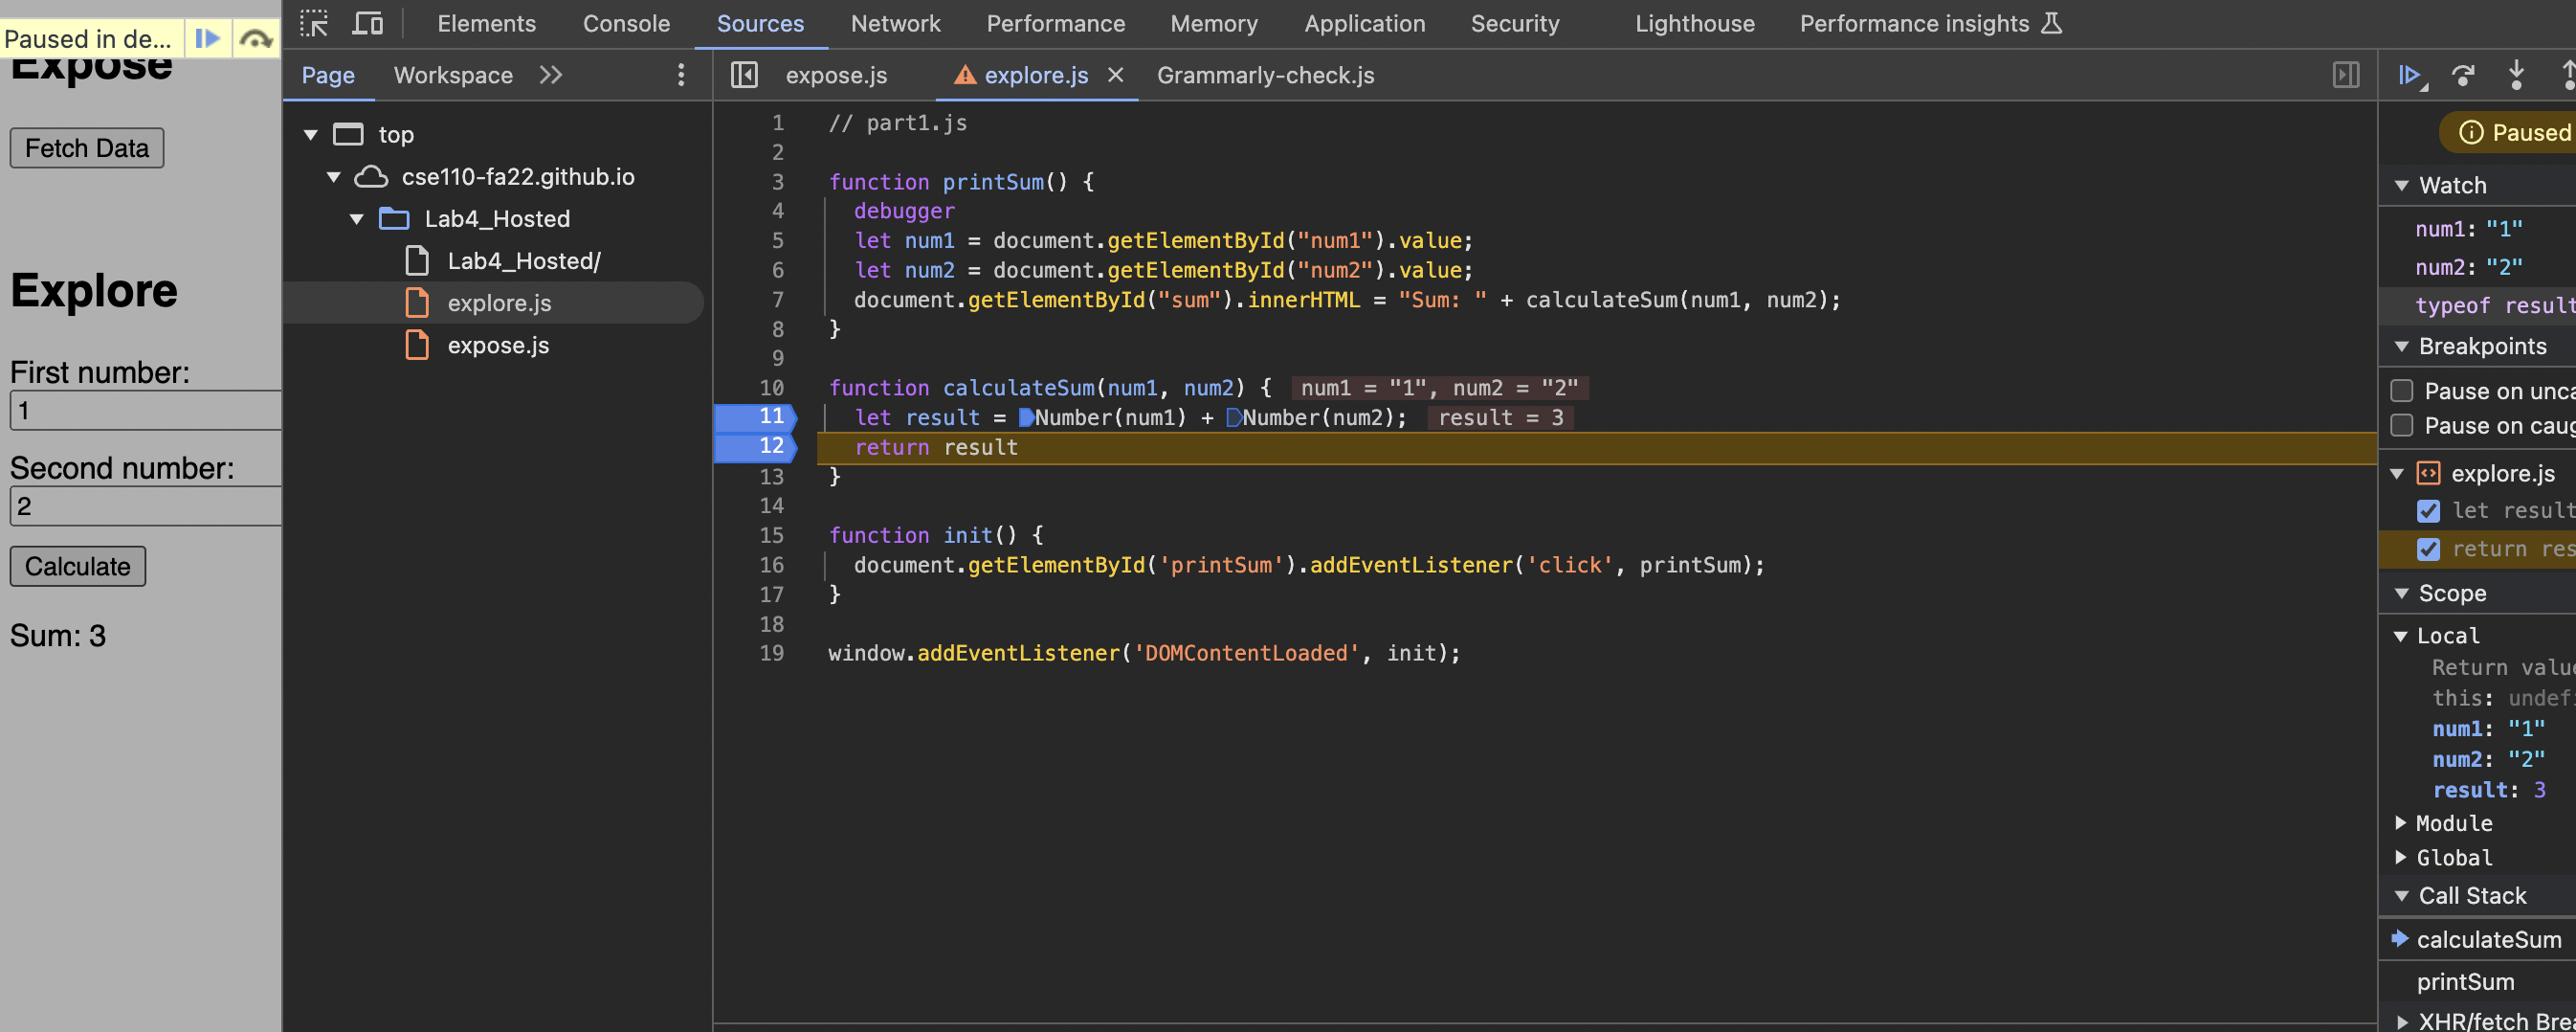 Paused in de...
Expose
Fetch Data
Explore
First number:
1
Second number:
2
Calculate
Sum: 3
Elements Console Sources Network Performance Memory Application Security Lighthouse Performance insights
Page Workspace
top
cse110-fa22.github.io
Lab4_Hosted
Lab4_Hosted/
explore.js
expose.js
expose.js explore.js Grammarly-check.js
1 // part1.js
2
3 function printSum() {
4 debugger
5 let num1 = document.getElementById("num1").value;
6 let num2 = document.getElementById("num2").value;
7 document.getElementById("sum").innerHTML = "Sum: " + calculateSum(num1, num2);
8 }
9
10 function calculateSum(num1, num2) { num1 = "1", num2 = "2"
11 let result = Number(num1) + Number(num2); result = 3
12 return result
13 }
14
15 function init() {
16 document.getElementById('printSum').addEventListener('click', printSum);
17 }
18
19 window.addEventListener('DOMContentLoaded', init);
Paused
Watch
num1: "1"
num2: "2"
typeof result
Breakpoints
Pause on unca
Pause on caug
explore.js
let result
return res
Scope
Local
Return value
this: undef
num1: "1"
num2: "2"
result: 3
Module
Global
Call Stack
calculateSum
printSum
XHR/fetch Brea